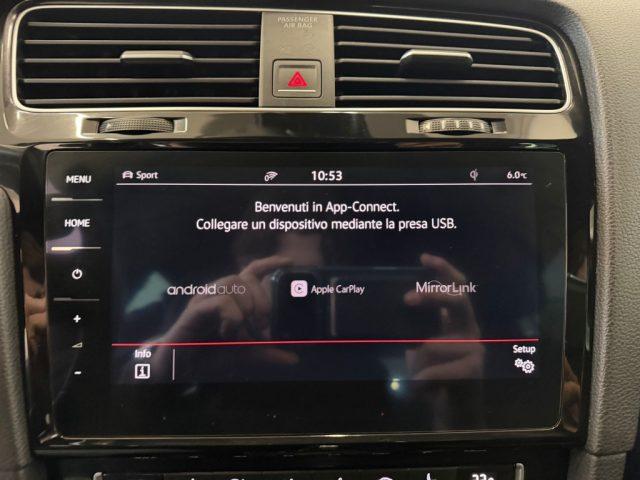 PASSENGER
AIR BAG
MENU
HOME
+
-
Sport
10:53
6.0°C
Benvenuti in App-Connect.
Collegare un dispositivo mediante la presa USB.
androidauto
Apple CarPlay
MirrorLink
Info
Setup